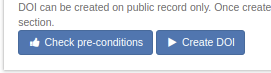 DOI can be created on public record only. Once create
section.
Check pre-conditions Create DOI